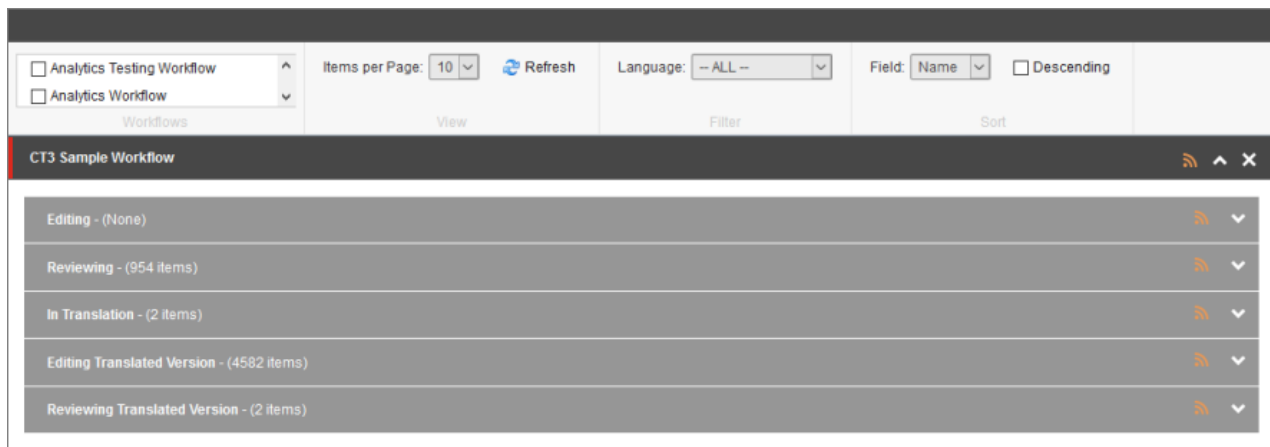 Analytics Testing Workflow
Analytics Workflow
Workflows
Items per Page: 10 Refresh
View
Language: -- ALL --
Filter
Field: Name Descending
Sort
CT3 Sample Workflow
Editing - (None)
Reviewing - (954 items)
In Translation - (2 items)
Editing Translated Version - (4582 items)
Reviewing Translated Version - (2 items)